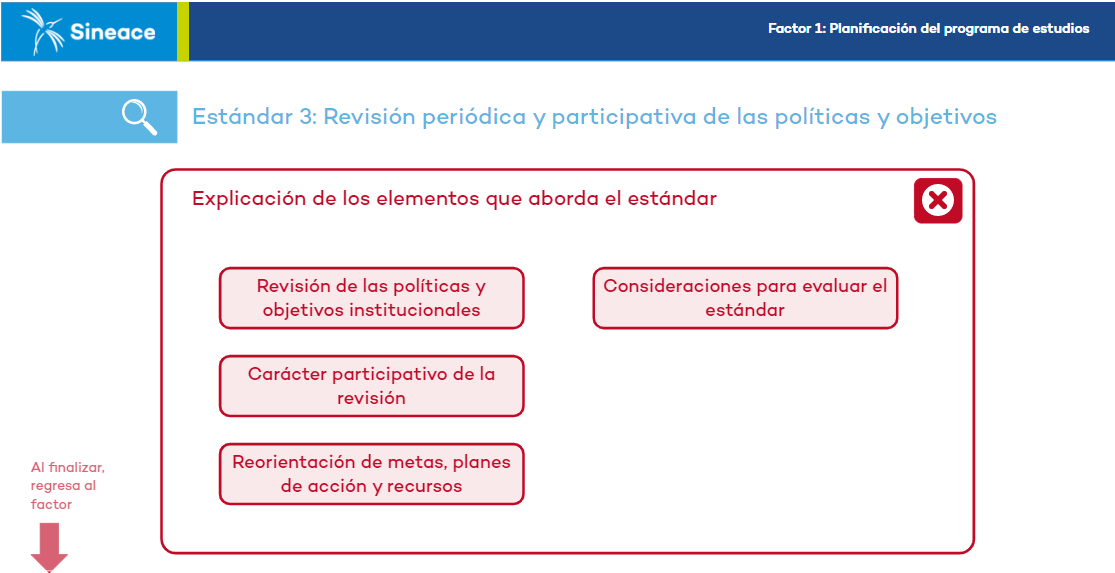 Sineace
Factor 1: Planificación del programa de estudios
Estándar 3: Revisión periódica y participativa de las políticas y objetivos
Explicación de los elementos que aborda el estándar
Revisión de las políticas y
objetivos institucionales
Consideraciones para evaluar el
estándar
Carácter participativo de la
revisión
Reorientación de metas, planes
de acción y recursos
Al finalizar,
regresa al
factor